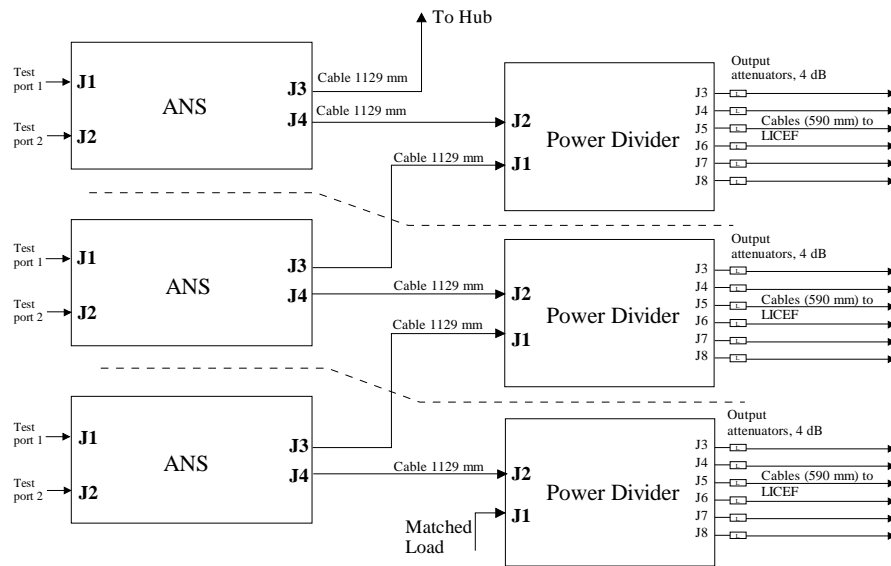 To Hub
Test
port 1
J1
Test
port 2
J2
ANS
J3
J4
Cable 1129 mm
Cable 1129 mm
Cable 1129 mm
J2
J1
Power Divider
Output
attenuators, 4 dB
J3
J4
J5
J6
J7
J8
L
L
L
L
L
L
Cables (590 mm) to
LICEF
Test
port 1
J1
Test
port 2
J2
ANS
J3
J4
Cable 1129 mm
Cable 1129 mm
J2
J1
Power Divider
Output
attenuators, 4 dB
J3
J4
J5
J6
J7
J8
L
L
L
L
L
L
Cables (590 mm) to
LICEF
Test
port 1
J1
Test
port 2
J2
ANS
J3
J4
Cable 1129 mm
J2
J1
Matched
Load
Power Divider
Output
attenuators, 4 dB
J3
J4
J5
J6
J7
J8
L
L
L
L
L
L
Cables (590 mm) to
LICEF